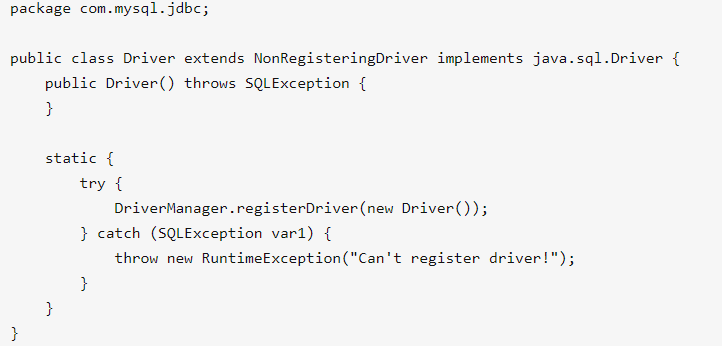 package com.mysql.jdbc;
public class Driver extends NonRegisteringDriver implements java.sql.Driver {
    public Driver() throws SQLException {
    }
    static {
        try {
            DriverManager.registerDriver(new Driver());
        } catch (SQLException var1) {
            throw new RuntimeException("Can't register driver!");
        }
    }
}